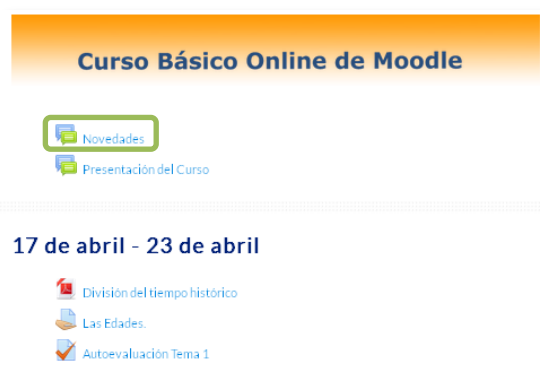 Curso Básico Online de Moodle
Novedades
Presentación del Curso
17 de abril - 23 de abril
División del tiempo histórico
Las Edades.
Autoevaluación Tema 1